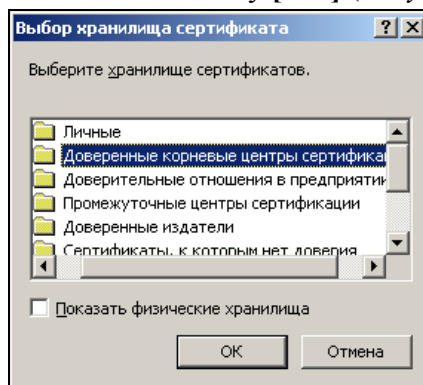 Выбор хранилища сертификата
Выберите хранилище сертификатов.
Личные
Доверенные корневые центры сертифика
Доверительные отношения в предприятии
Промежуточные центры сертификации
Доверенные издатели
Сертификаты, к которым нет доверия
Показать физические хранилища
ОК Отмена